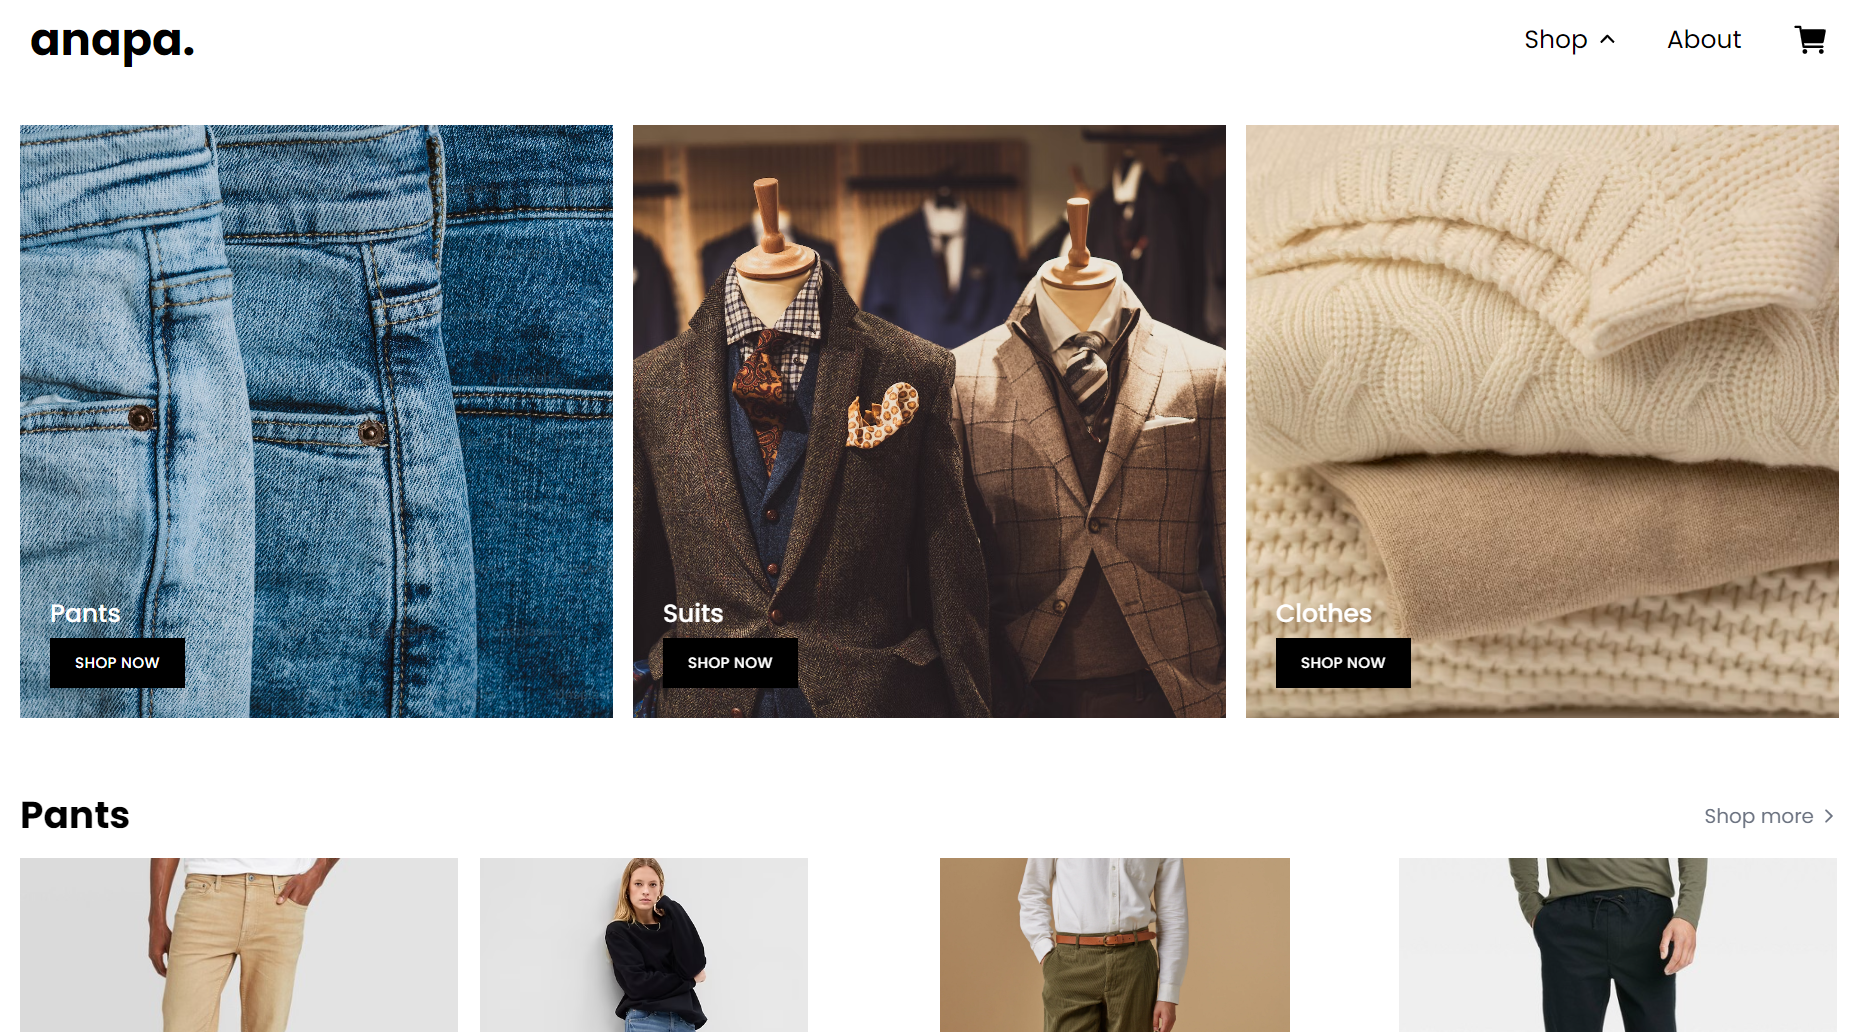 anapa.
Shop
About
Pants
SHOP NOW
Suits
SHOP NOW
Clothes
SHOP NOW
Pants
Shop more